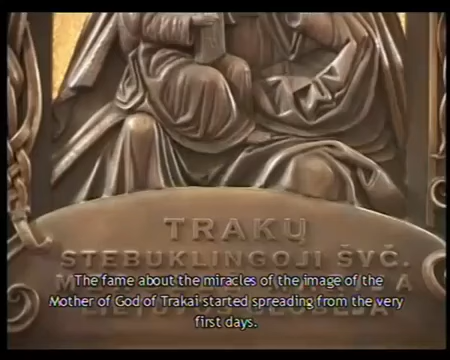 TRAKŲ
STEBUKLINGOJI ŠVČ.
The fame about the miracles of the image of the
Mother of God of Trakai started spreading from the very
first days.